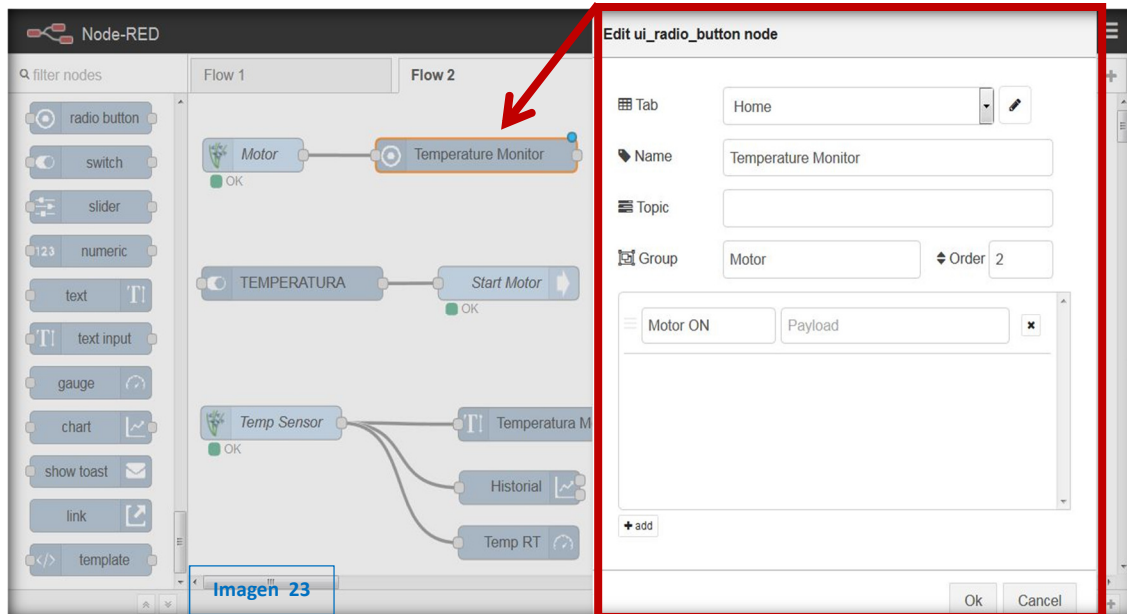 Node-RED
Edit ui_radio_button node
filter nodes
Flow 1
Flow 2
radio button
switch
slider
123 numeric
text
text input
gauge
chart
show toast
link
template
Motor
OK
Temperature Monitor
TEMPERATURA
Start Motor
OK
Temp Sensor
OK
Temperatura M
Historial
Temp RT
Imagen 23
Tab
Home
Name
Temperature Monitor
Topic
Group
Motor
Order
2
Motor ON
Payload
add
Ok
Cancel